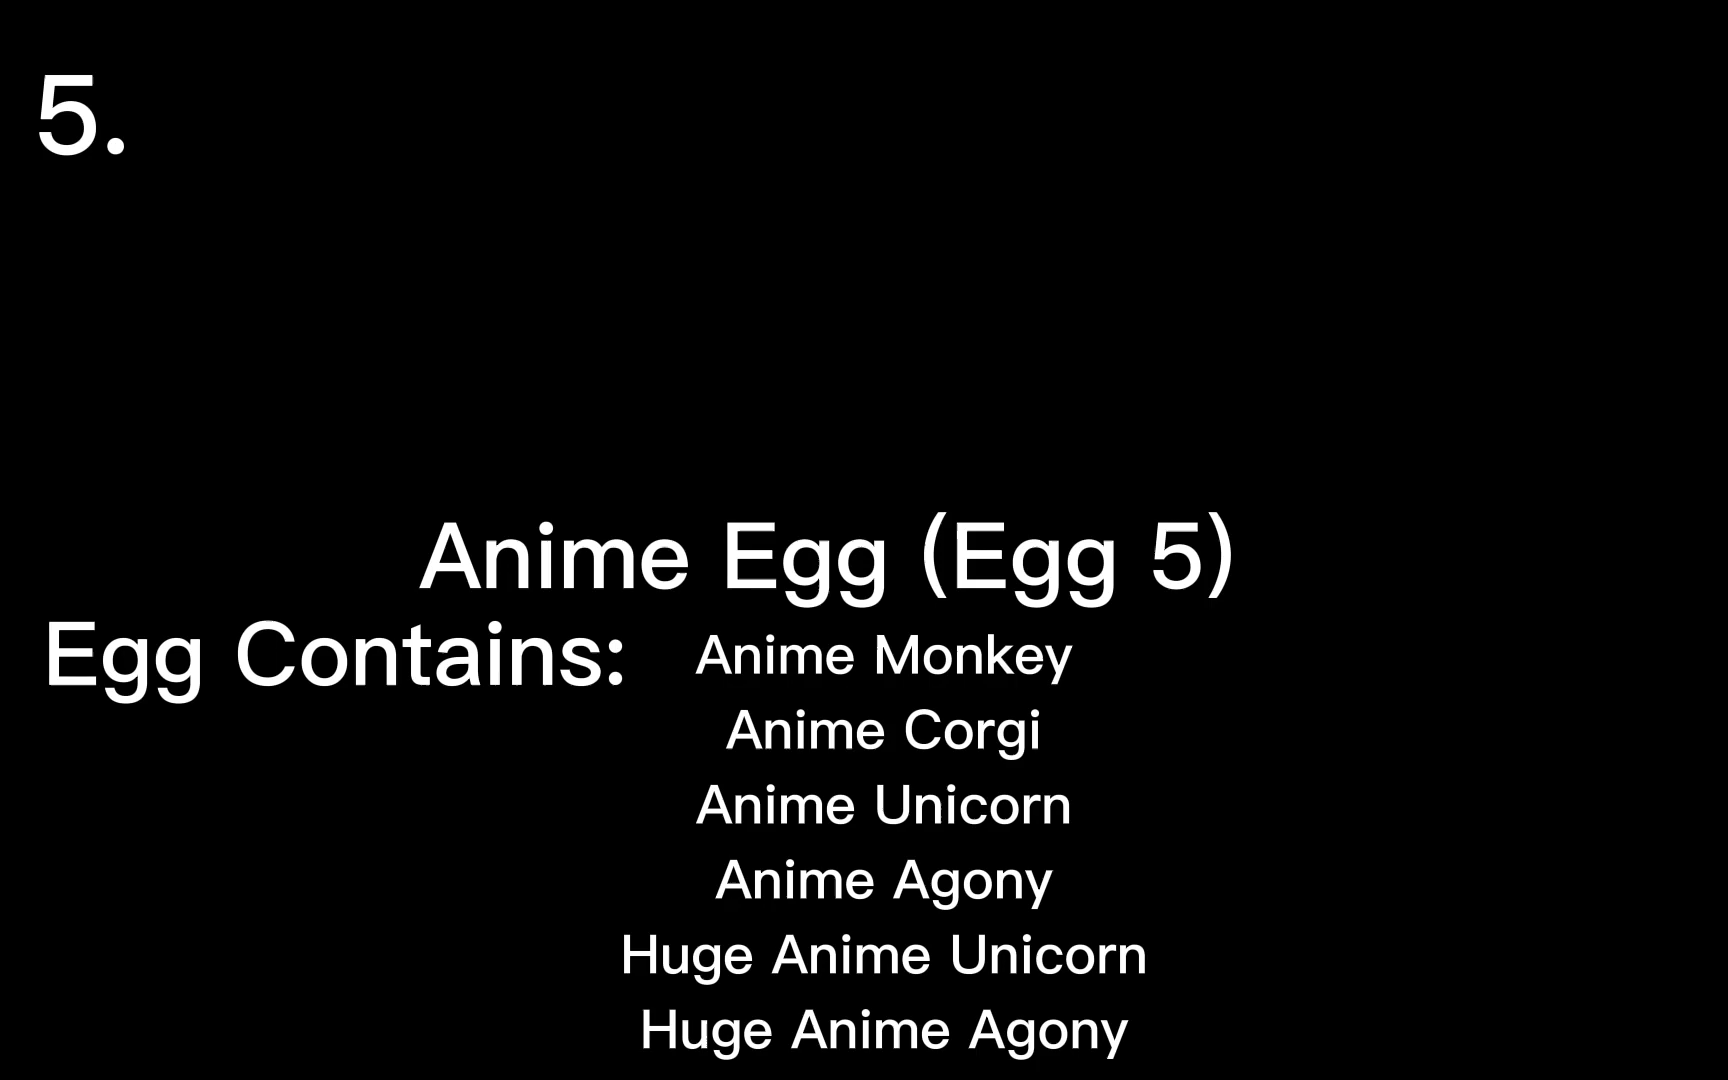 5.
Anime Egg (Egg 5)
Egg Contains:
Anime Monkey
Anime Corgi
Anime Unicorn
Anime Agony
Huge Anime Unicorn
Huge Anime Agony